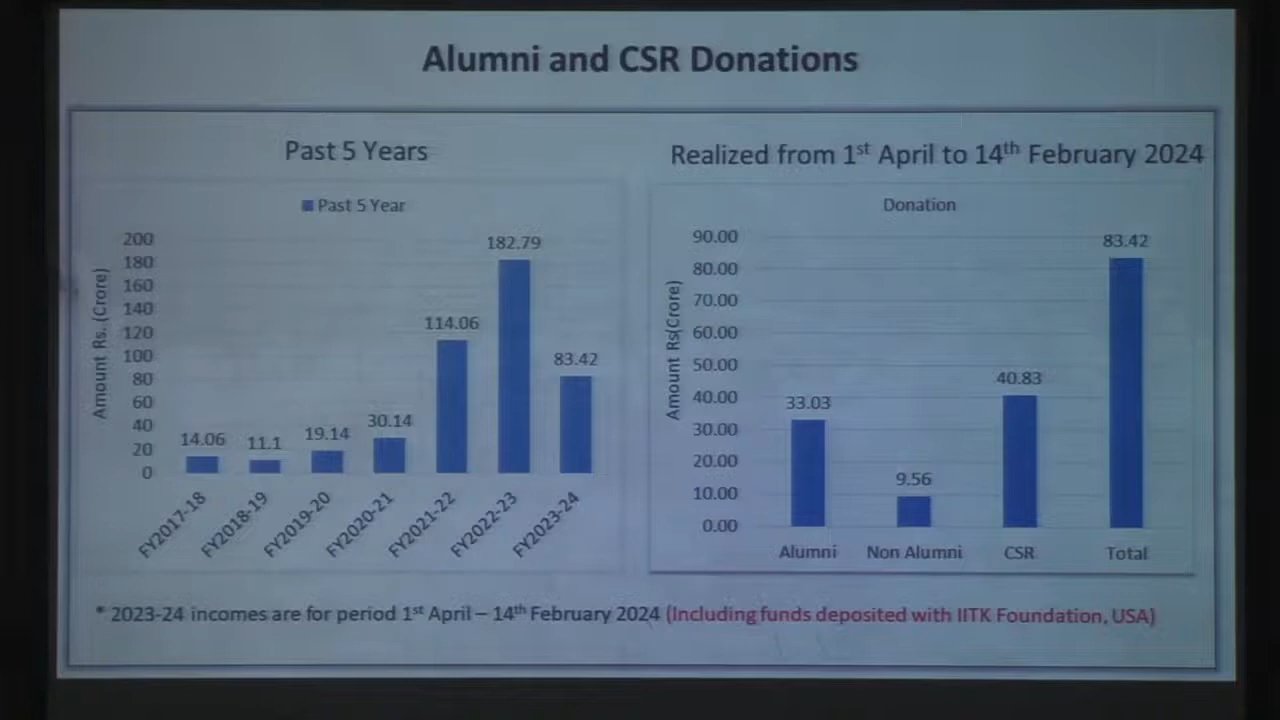 Alumni and CSR Donations
Past 5 Years
Past 5 Year
Amount Rs. (Crore)
200
180
160
140
120
100
80
60
40
20
0
14.06
11.1
19.14
30.14
114.06
182.79
83.42
FY2017-18
FY2018-19
FY2019-20
FY2020-21
FY2021-22
FY2022-23
FY2023-24
Realized from 1st April to 14th February 2024
Donation
Amount Rs(Crore)
90.00
80.00
70.00
60.00
50.00
40.00
30.00
20.00
10.00
0.00
33.03
9.56
40.83
83.42
Alumni
Non Alumni
CSR
Total
* 2023-24 incomes are for period 1st April – 14th February 2024 (Including funds deposited with IITK Foundation, USA)